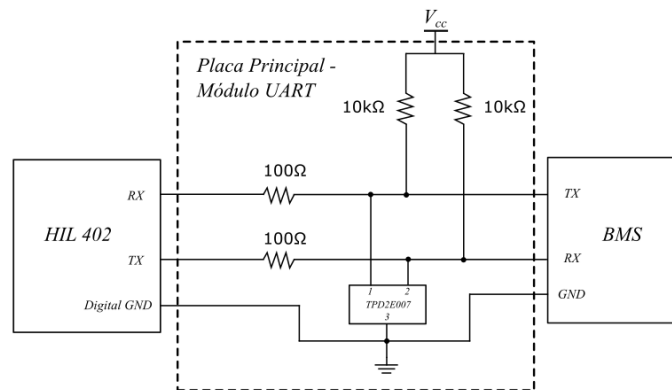 Vcc
Placa Principal -
Módulo UART
10kΩ
10kΩ
100Ω
RX
TX
HIL 402
BMS
100Ω
TX
RX
Digital GND
GND
1
2
TPD2E007
3